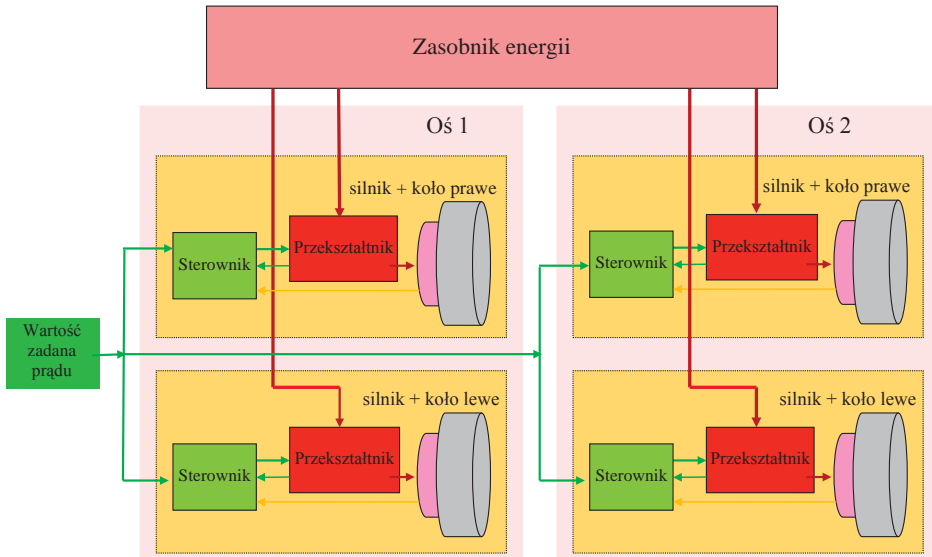 Zasobnik energii
Oś 1
Oś 2
silnik + koło prawe
silnik + koło prawe
Przekształtnik
Sterownik
Przekształtnik
Sterownik
Wartość
zadana
prądu
silnik + koło lewe
silnik + koło lewe
Przekształtnik
Sterownik
Przekształtnik
Sterownik